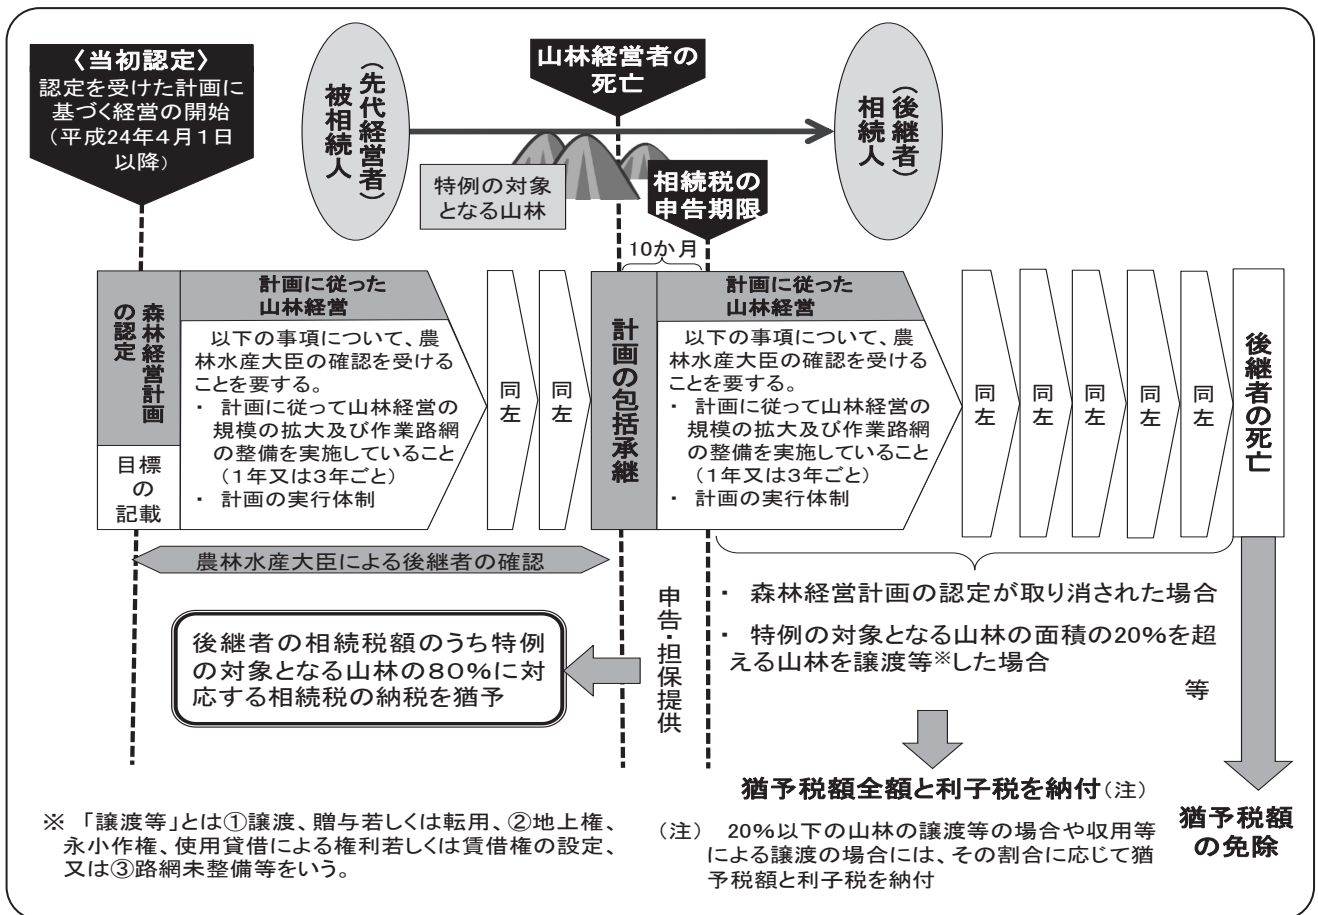 〈当初認定〉
認定を受けた計画に
基づく経営の開始
（平成24年4月1日
以降）
（先代経営者）
被相続人
山林経営者の
死亡
（後継者）
相続人
特例の対象
となる山林
相続税の
申告期限
10か月
森林経営計画
の認定
目標
の
記載
計画に従った
山林経営
以下の事項について、農
林水産大臣の確認を受ける
ことを要する。
・ 計画に従って山林経営の
規模の拡大及び作業路網
の整備を実施していること
（1年又は3年ごと）
・ 計画の実行体制
同左
同左
計画の包括承継
計画に従った
山林経営
以下の事項について、農
林水産大臣の確認を受ける
ことを要する。
・ 計画に従って山林経営の
規模の拡大及び作業路網
の整備を実施していること
（1年又は3年ごと）
・ 計画の実行体制
同左
同左
同左
同左
同左
後継者の死亡
農林水産大臣による後継者の確認
後継者の相続税額のうち特例
の対象となる山林の80%に対
応する相続税の納税を猶予
申告・担保提供
・ 森林経営計画の認定が取り消された場合
・ 特例の対象となる山林の面積の20%を超
える山林を譲渡等※した場合
等
猶予税額全額と利子税を納付（注）
（注） 20%以下の山林の譲渡等の場合や収用等
による譲渡の場合には、その割合に応じて猶
予税額と利子税を納付
猶予税額
の免除
※ 「譲渡等」とは①譲渡、贈与若しくは転用、②地上権、
永小作権、使用貸借による権利若しくは賃借権の設定、
又は③路網未整備等をいう。